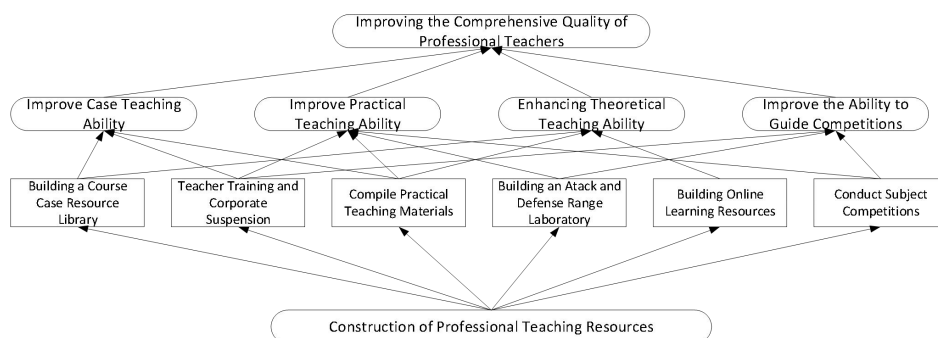 Improving the Comprehensive Quality of
Professional Teachers
Improve Case Teaching
Ability
Improve Practical
Teaching Ability
Enhancing Theoretical
Teaching Ability
Improve the Ability to
Guide Competitions
Building a Course
Case Resource
Library
Teacher Training and
Corporate
Suspension
Compile Practical
Teaching Materials
Building an Atack and
Defense Range
Laboratory
Building Online
Learning Resources
Conduct Subject
Competitions
Construction of Professional Teaching Resources